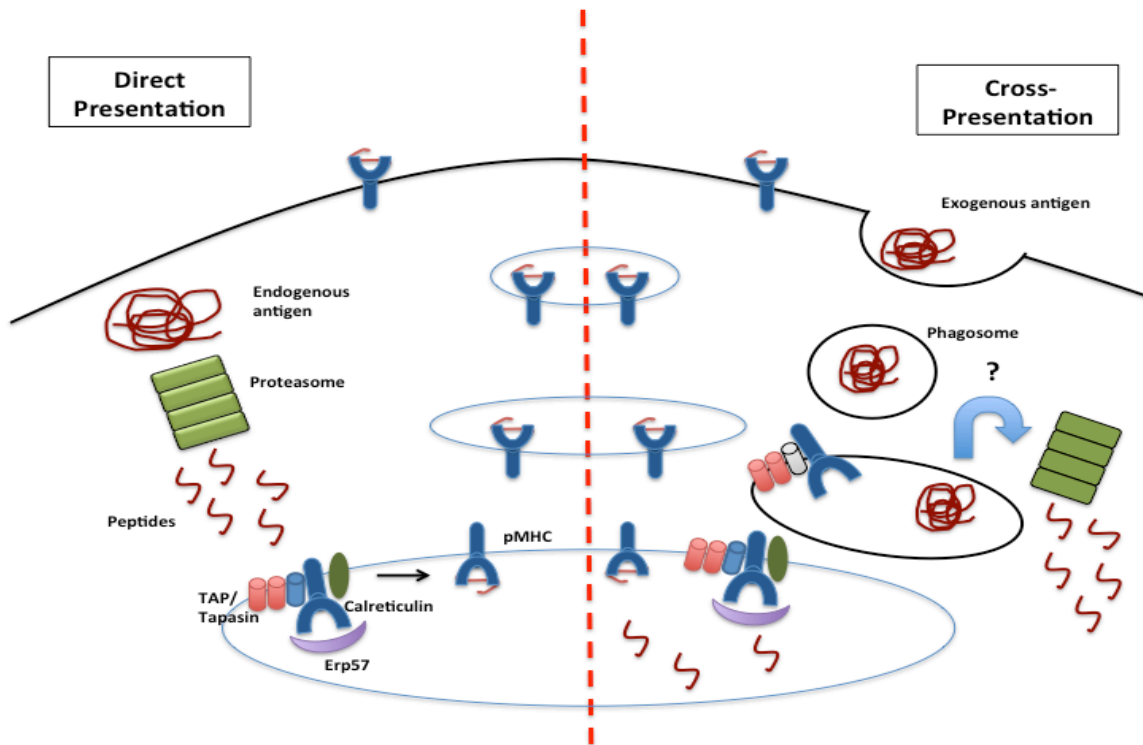 Direct
Presentation
Cross-
Presentation
Exogenous antigen
Endogenous
antigen
Phagosome
?
Proteasome
Peptides
pMHC
TAP/
Tapasin
Calreticulin
Erp57